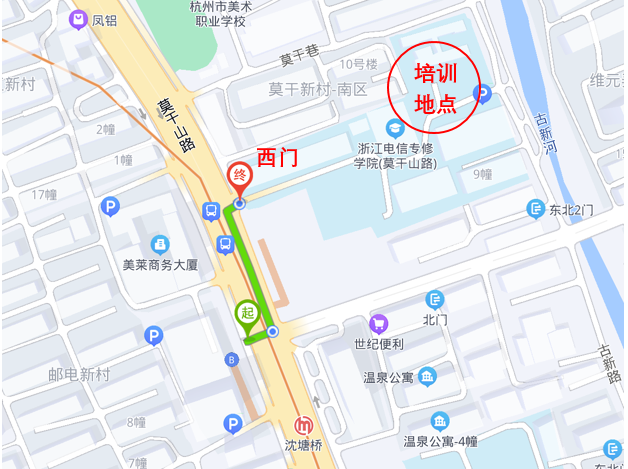 杭州市美术
职业学校
凤铝
莫干巷
10号楼
培训
地点
P
莫干新村-南区
莫干山路
古新河
2幢
1幢
西门
浙江电信专修
学院(莫干山路)
终
9幢
17幢
P
东北2门
美莱商务大厦
起
北门
世纪便利
P
B
邮电新村
温泉公寓
古新路
8幢
P
沈塘桥
温泉公寓-4幢
7幢